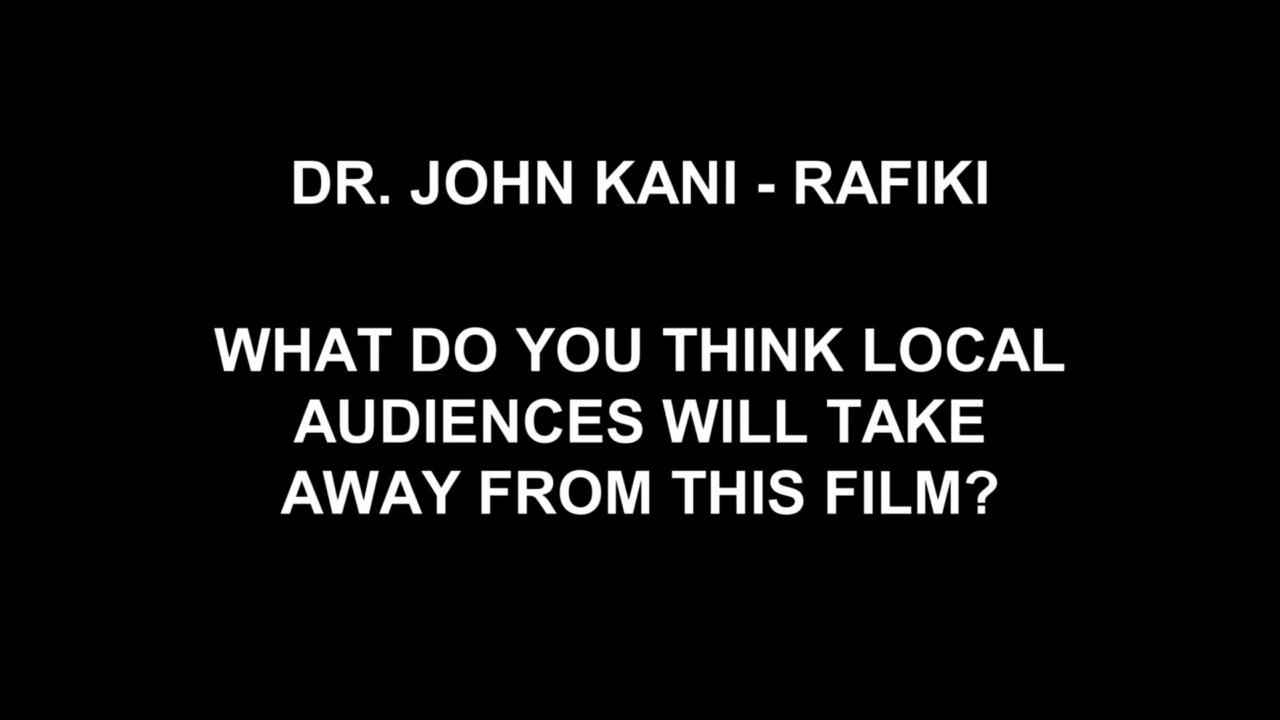 DR. JOHN KANI - RAFIKI
WHAT DO YOU THINK LOCAL
AUDIENCES WILL TAKE
AWAY FROM THIS FILM?